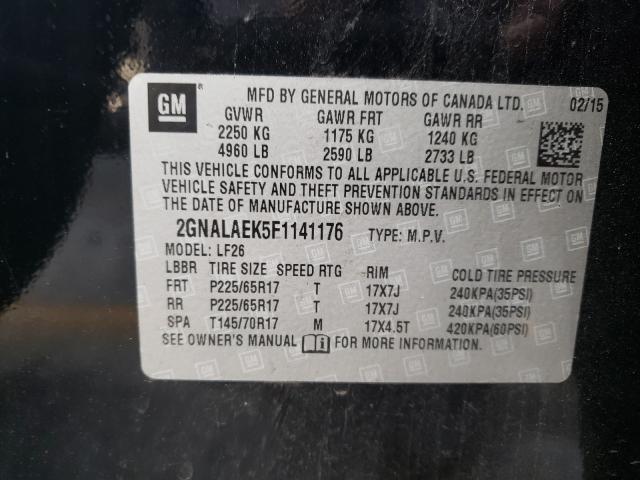 GM ® MFD BY GENERAL MOTORS OF CANADA LTD. 02/15
GVWR GAWR FRT GAWR RR
2250 KG 1175 KG 1240 KG
4960 LB 2590 LB 2733 LB
THIS VEHICLE CONFORMS TO ALL APPLICABLE U.S. FEDERAL MOTOR
VEHICLE SAFETY AND THEFT PREVENTION STANDARDS IN EFFECT ON
THE DATE OF MANUFACTURE SHOWN ABOVE.
2GNALAEK5F1141176 TYPE: M.P.V.
MODEL: LF26
LBBR TIRE SIZE SPEED RTG RIM COLD TIRE PRESSURE
FRT P225/65R17 T 17X7J 240KPA(35PSI)
RR P225/65R17 T 17X7J 240KPA(35PSI)
SPA T145/70R17 M 17X4.5T 420KPA(60PSI)
SEE OWNER'S MANUAL FOR MORE INFORMATION.